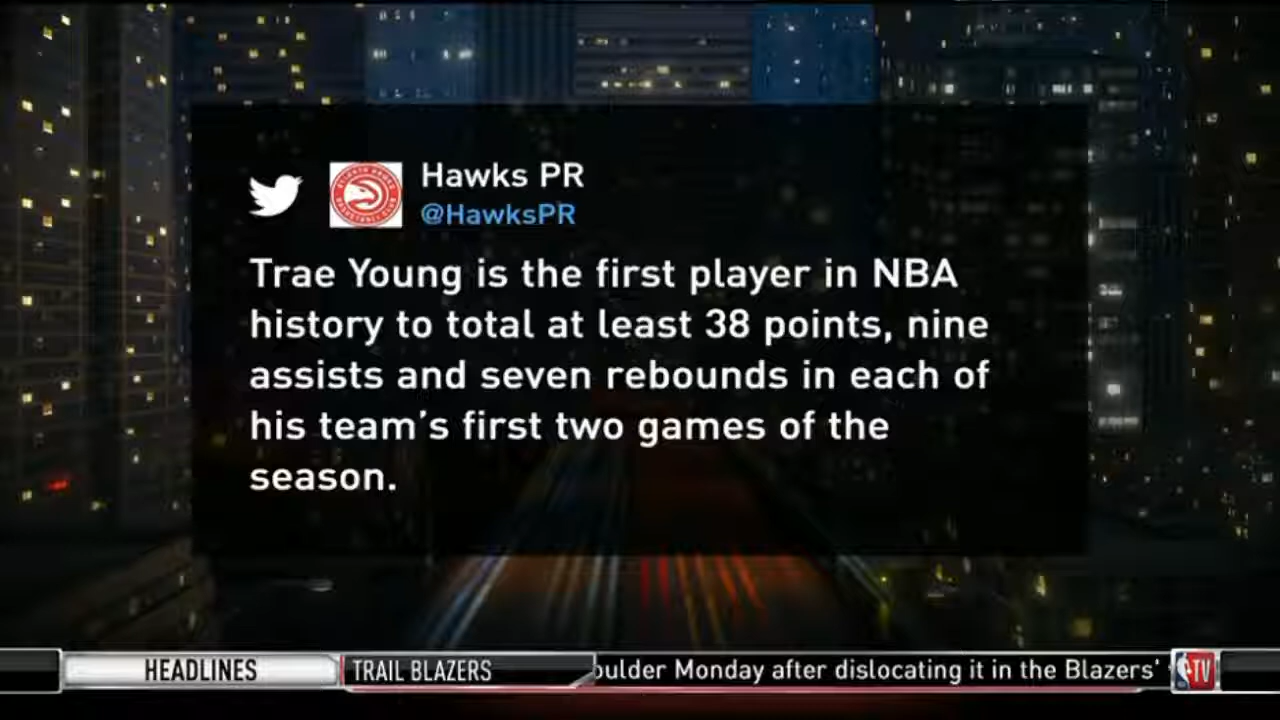 Hawks PR
@HawksPR
Trae Young is the first player in NBA
history to total at least 38 points, nine
assists and seven rebounds in each of
his team's first two games of the
season.
HEADLINES
TRAIL BLAZERS
Monday after dislocating it in the Blazers'
TV